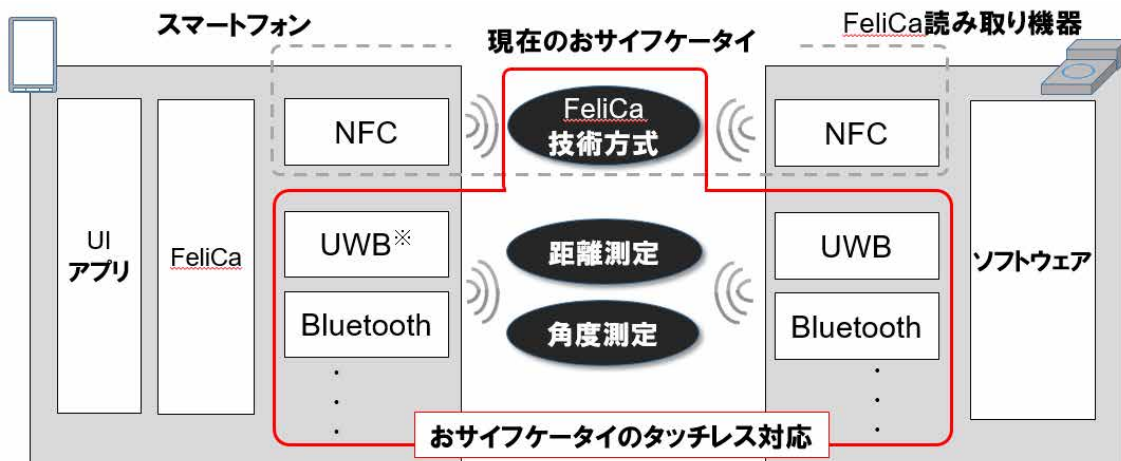 スマートフォン
現在のおサイフケータイ
FeliCa読み取り機器
NFC
FeliCa
技術方式
NFC
UI
アプリ
FeliCa
UWB※
距離測定
UWB
ソフトウェア
Bluetooth
角度測定
Bluetooth
おサイフケータイのタッチレス対応